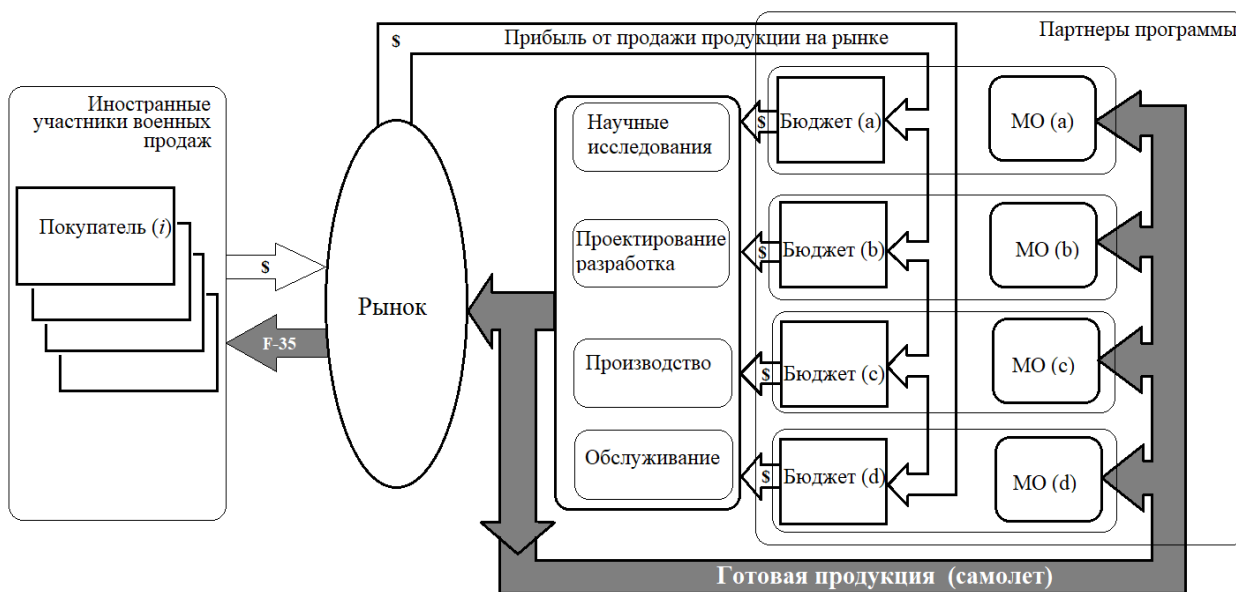 $
Прибыль от продажи продукции на рынке
Партнеры программы
Иностранные
участники военных
продаж
Покупатель (i)
$
F-35
Рынок
Научные
исследования
Проектирование
разработка
Производство
Обслуживание
$
Бюджет (a)
МО (a)
$
Бюджет (b)
МО (b)
$
Бюджет (c)
МО (c)
$
Бюджет (d)
МО (d)
Готовая продукция (самолет)